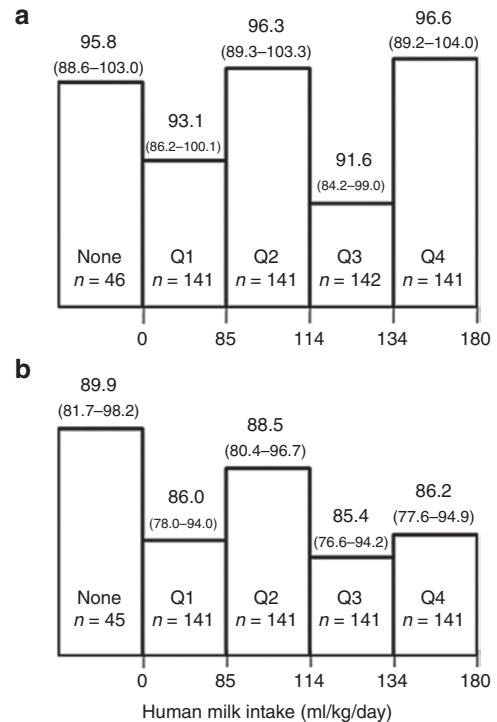 a
95.8
(88.6–103.0)
93.1
(86.2–100.1)
96.3
(89.3–103.3)
91.6
(84.2–99.0)
96.6
(89.2–104.0)
None
n = 46
Q1
n = 141
Q2
n = 141
Q3
n = 142
Q4
n = 141
0 85 114 134 180
b
89.9
(81.7–98.2)
86.0
(78.0–94.0)
88.5
(80.4–96.7)
85.4
(76.6–94.2)
86.2
(77.6–94.9)
None
n = 45
Q1
n = 141
Q2
n = 141
Q3
n = 141
Q4
n = 141
0 85 114 134 180
Human milk intake (ml/kg/day)